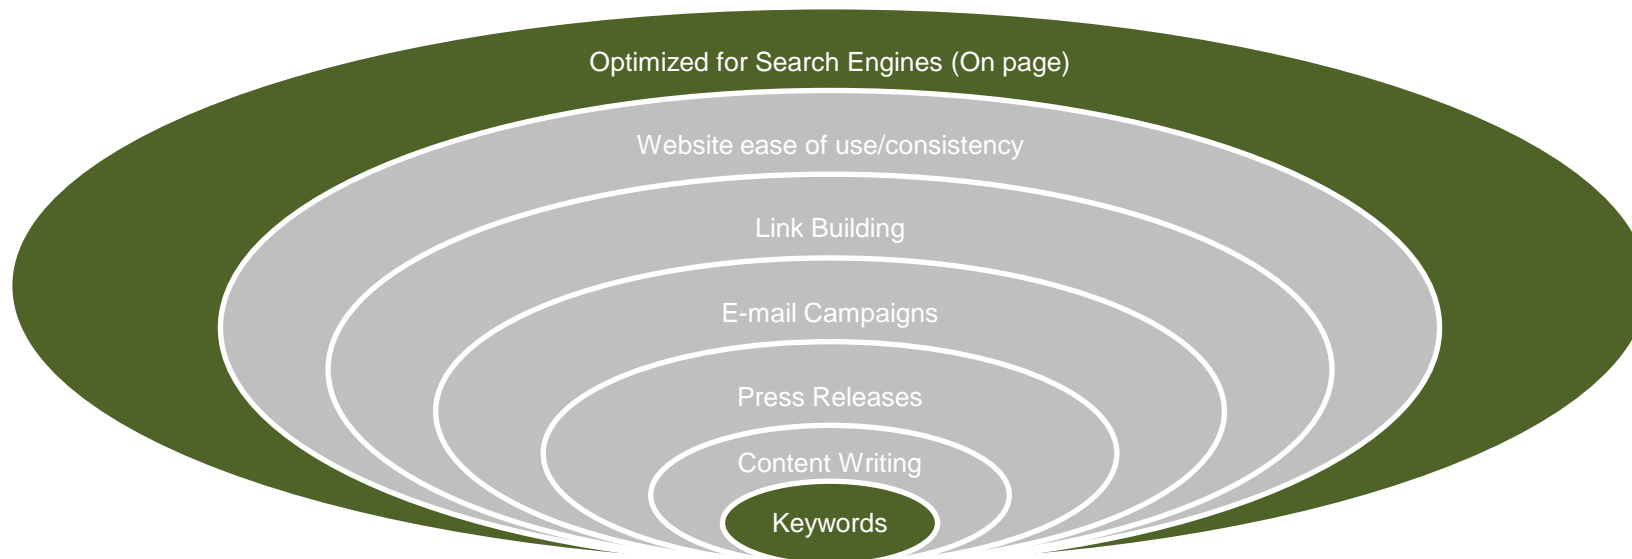 Optimized for Search Engines (On page)
Website ease of use/consistency
Link Building
E-mail Campaigns
Press Releases
Content Writing
Keywords